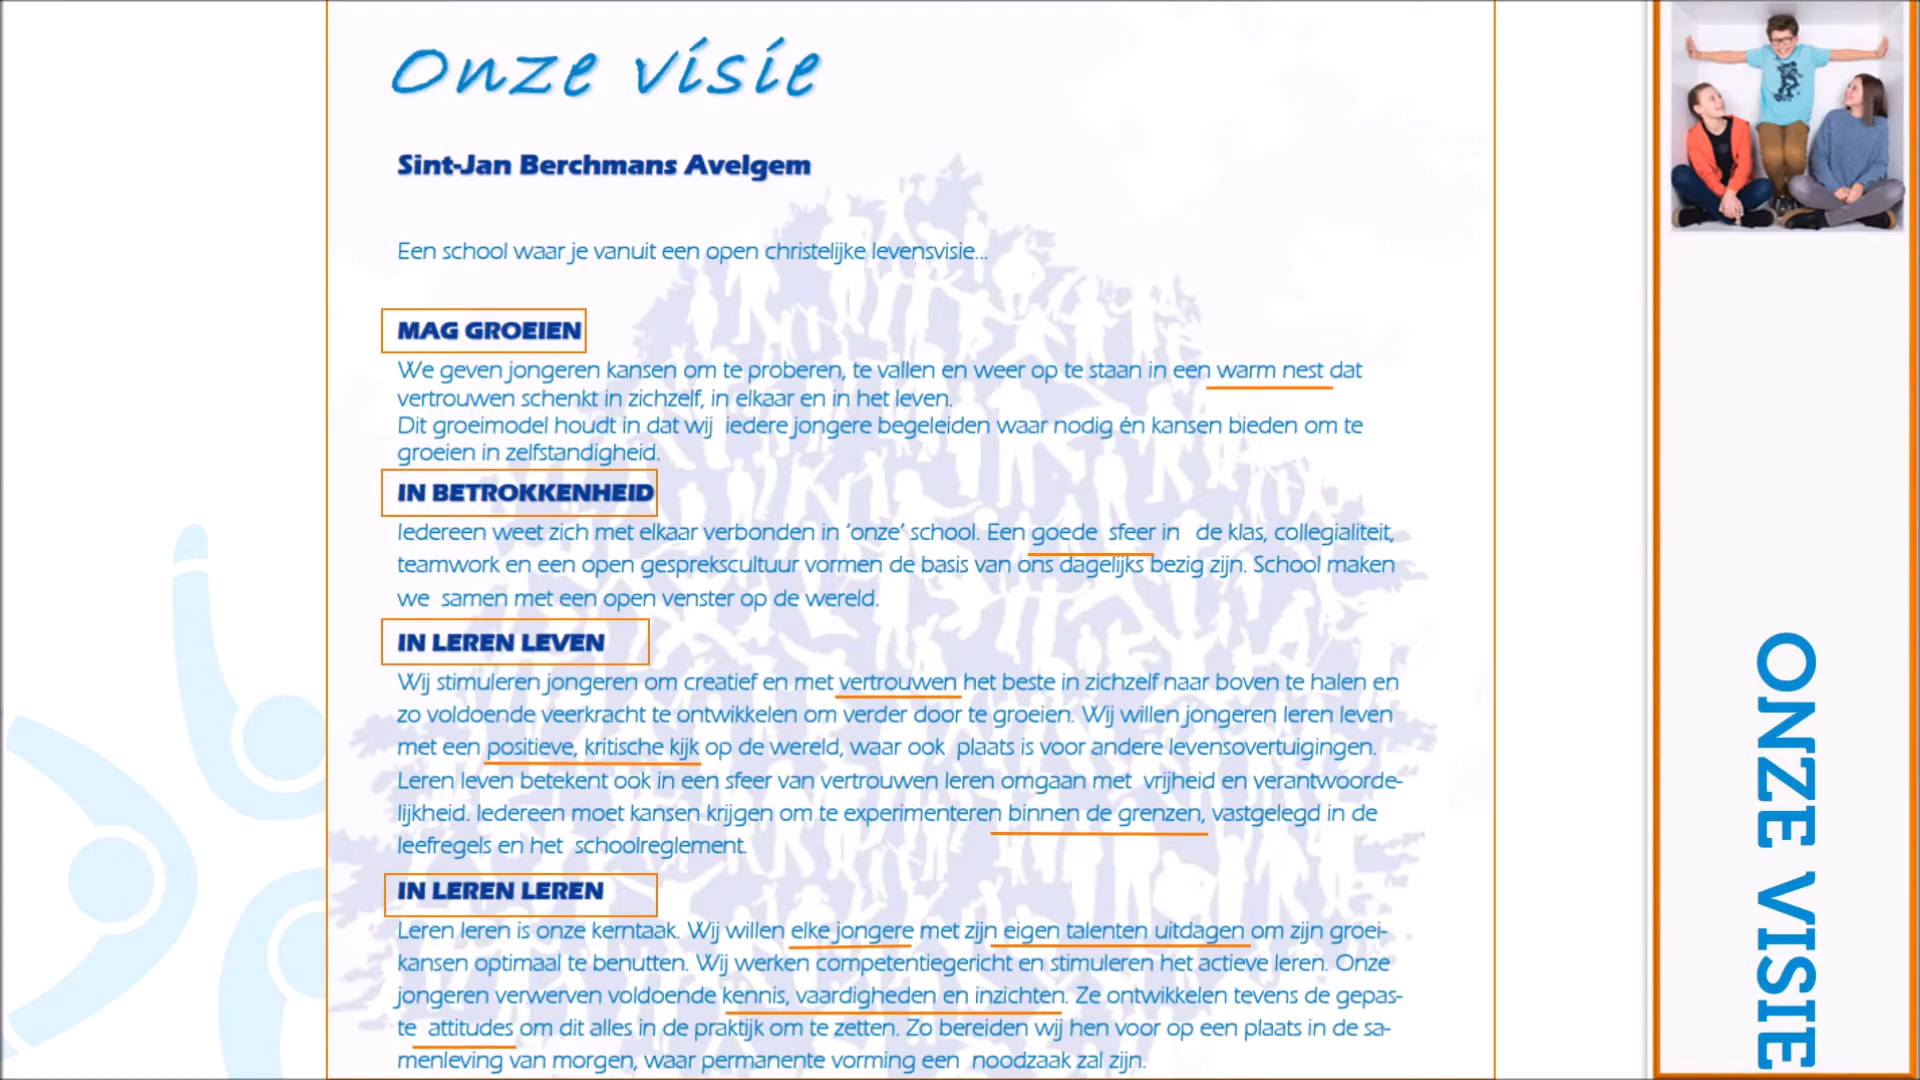 Onze visie
Sint-Jan Berchmans Avelgem
Een school waar je vanuit een open christelijke levensvisie...
MAG GROEIEN
We geven jongeren kansen om te proberen, te vallen en weer op te staan in een warm nest dat
vertrouwen schenkt in zichzelf, in elkaar en in het leven.
Dit groeimodel houdt in dat wij iedere jongere begeleiden waar nodig én kansen bieden om te
groeien in zelfstandigheid.
IN BETROKKENHEID
Iedereen weet zich met elkaar verbonden in ‘onze’ school. Een goede sfeer in de klas, collegialiteit,
teamwork en een open gesprekscultuur vormen de basis van ons dagelijks bezig zijn. School maken
we samen met een open venster op de wereld.
IN LEREN LEVEN
Wij stimuleren jongeren om creatief en met vertrouwen het beste in zichzelf naar boven te halen en
zo voldoende veerkracht te ontwikkelen om verder door te groeien. Wij willen jongeren leren leven
met een positieve, kritische kijk op de wereld, waar ook plaats is voor andere levensovertuigingen.
Leren leven betekent ook in een sfeer van vertrouwen leren omgaan met vrijheid en verantwoorde-
lijkheid. Iedereen moet kansen krijgen om te experimenteren binnen de grenzen, vastgelegd in de
leefregels en het schoolreglement.
IN LEREN LEREN
Leren leren is onze kerntaak. Wij willen elke jongere met zijn eigen talenten uitdagen om zijn groei-
kansen optimaal te benutten. Wij werken competentiegericht en stimuleren het actieve leren. Onze
jongeren verwerven voldoende kennis, vaardigheden en inzichten. Ze ontwikkelen tevens de gepas-
te attitudes om dit alles in de praktijk om te zetten. Zo bereiden wij hen voor op een plaats in de sa-
menleving van morgen, waar permanente vorming een noodzaak zal zijn.
ONZE VISIE